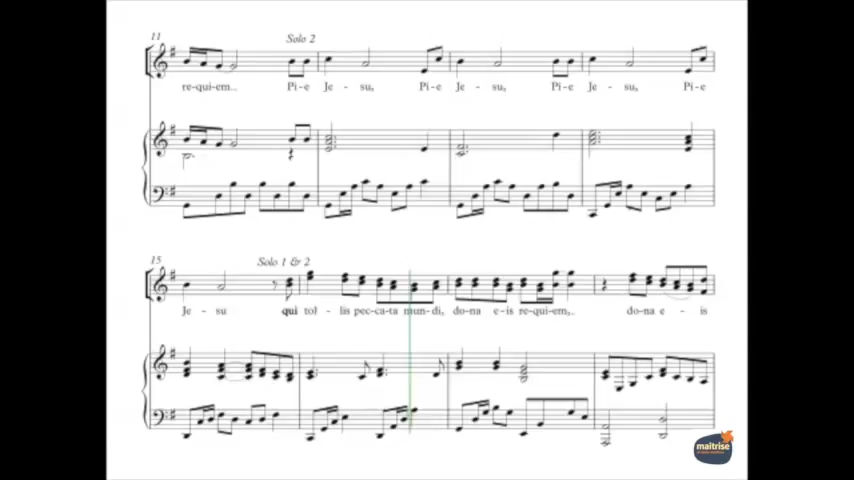 11
Solo 2
re-qui-em.. Pi-e Je - su, Pi-e Je - su, Pi-e Je - su, Pi-e
15
Solo 1 & 2
Je - su qui tol - lis pec-ca-ta mun-di, do-na e-is re-qui-em,.. do-na e - is
maîtrise